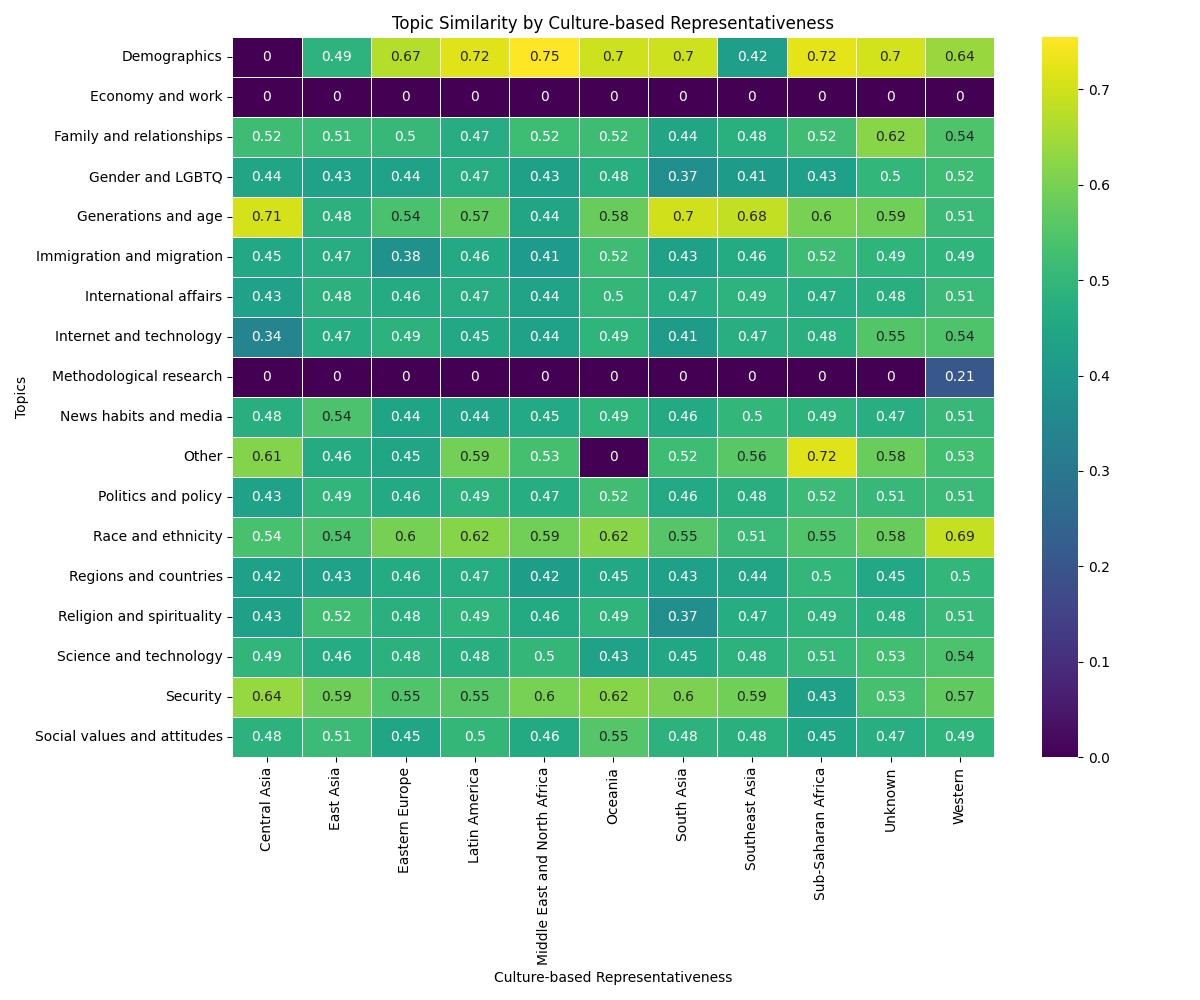 Topic Similarity by Culture-based Representativeness
Topics
Demographics 0 0.49 0.67 0.72 0.75 0.7 0.7 0.42 0.72 0.7 0.64
Economy and work 0 0 0 0 0 0 0 0 0 0 0
Family and relationships 0.52 0.51 0.5 0.47 0.52 0.52 0.44 0.48 0.52 0.62 0.54
Gender and LGBTQ 0.44 0.43 0.44 0.47 0.43 0.48 0.37 0.41 0.43 0.5 0.52
Generations and age 0.71 0.48 0.54 0.57 0.44 0.58 0.7 0.68 0.6 0.59 0.51
Immigration and migration 0.45 0.47 0.38 0.46 0.41 0.52 0.43 0.46 0.52 0.49 0.49
International affairs 0.43 0.48 0.46 0.47 0.44 0.5 0.47 0.49 0.47 0.48 0.51
Internet and technology 0.34 0.47 0.49 0.45 0.44 0.49 0.41 0.47 0.48 0.55 0.54
Methodological research 0 0 0 0 0 0 0 0 0 0 0.21
News habits and media 0.48 0.54 0.44 0.44 0.45 0.49 0.46 0.5 0.49 0.47 0.51
Other 0.61 0.46 0.45 0.59 0.53 0 0.52 0.56 0.72 0.58 0.53
Politics and policy 0.43 0.49 0.46 0.49 0.47 0.52 0.46 0.48 0.52 0.51 0.51
Race and ethnicity 0.54 0.54 0.6 0.62 0.59 0.62 0.55 0.51 0.55 0.58 0.69
Regions and countries 0.42 0.43 0.46 0.47 0.42 0.45 0.43 0.44 0.5 0.45 0.5
Religion and spirituality 0.43 0.52 0.48 0.49 0.46 0.49 0.37 0.47 0.49 0.48 0.51
Science and technology 0.49 0.46 0.48 0.48 0.5 0.43 0.45 0.48 0.51 0.53 0.54
Security 0.64 0.59 0.55 0.55 0.6 0.62 0.6 0.59 0.43 0.53 0.57
Social values and attitudes 0.48 0.51 0.45 0.5 0.46 0.55 0.48 0.48 0.45 0.47 0.49
Central Asia
East Asia
Eastern Europe
Latin America
Middle East and North Africa
Oceania
South Asia
Southeast Asia
Sub-Saharan Africa
Unknown
Western
Culture-based Representativeness
0.7
0.6
0.5
0.4
0.3
0.2
0.1
0.0